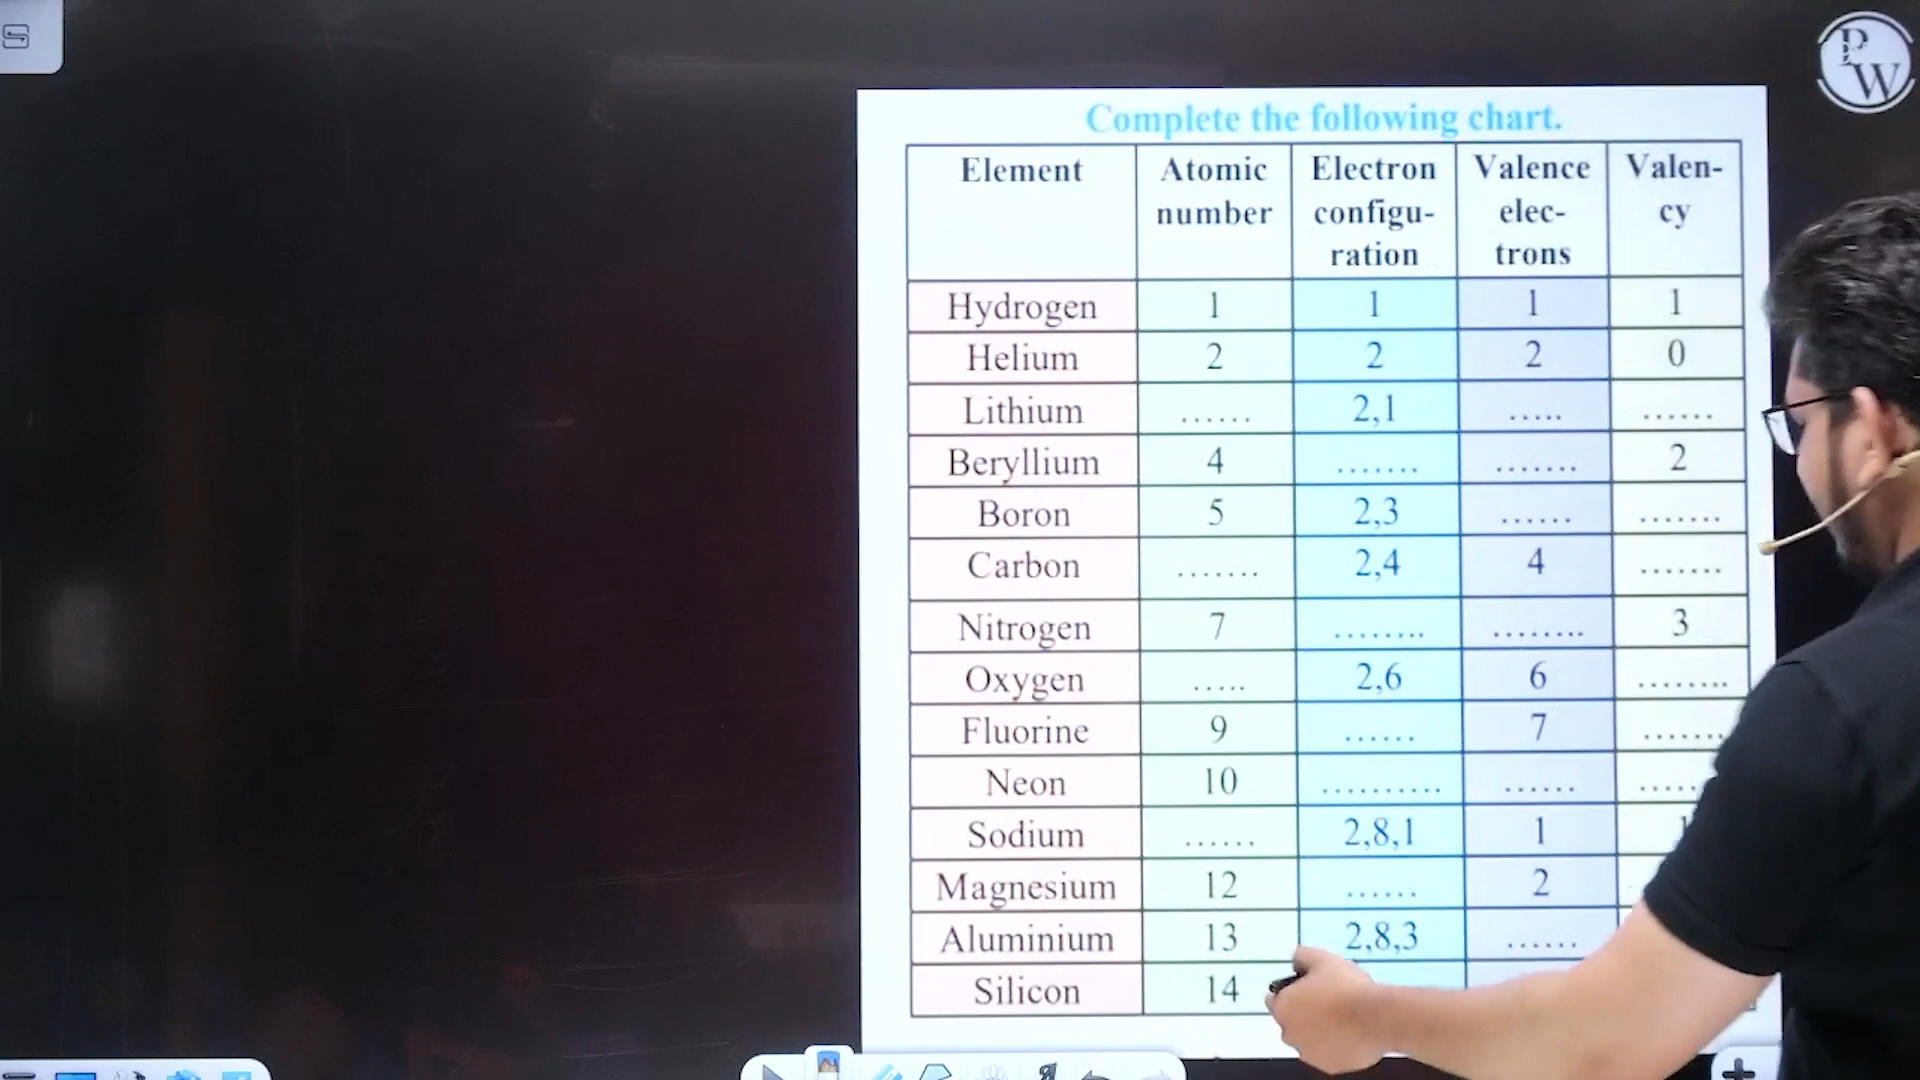 PW
Complete the following chart.
Element Atomic number Electron configu-ration Valence elec-trons Valen-cy
Hydrogen 1 1 1 1
Helium 2 2 2 0
Lithium ...... 2,1 ..... ......
Beryllium 4 ....... ....... 2
Boron 5 2,3 ...... .......
Carbon ....... 2,4 4 .......
Nitrogen 7 ........ ........ 3
Oxygen ..... 2,6 6 ........
Fluorine 9 ...... 7 .......
Neon 10 .......... ...... .....
Sodium ...... 2,8,1 1
Magnesium 12 ...... 2
Aluminium 13 2,8,3 ......
Silicon 14